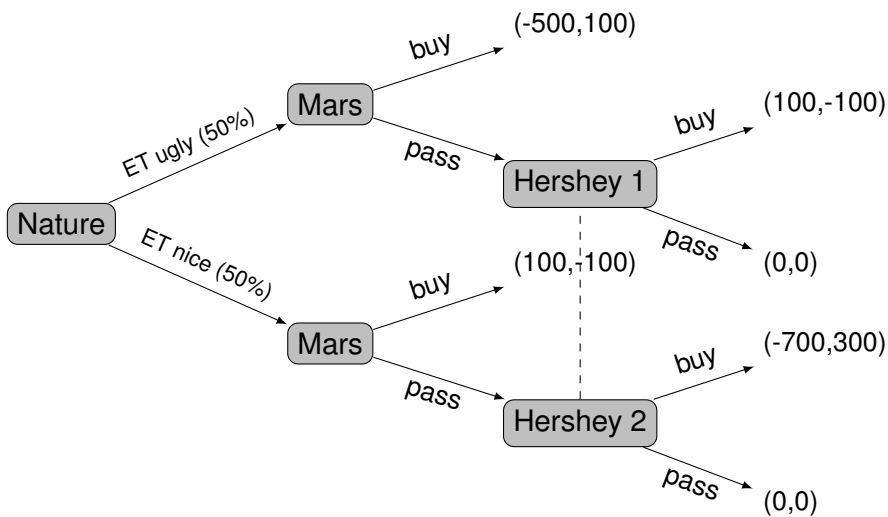 (-500,100)
buy
Mars
(100,-100)
buy
ET ugly (50%)
pass
Hershey 1
Nature
pass
(0,0)
ET nice (50%)
(100,-100)
buy
Mars
(-700,300)
buy
pass
Hershey 2
pass
(0,0)